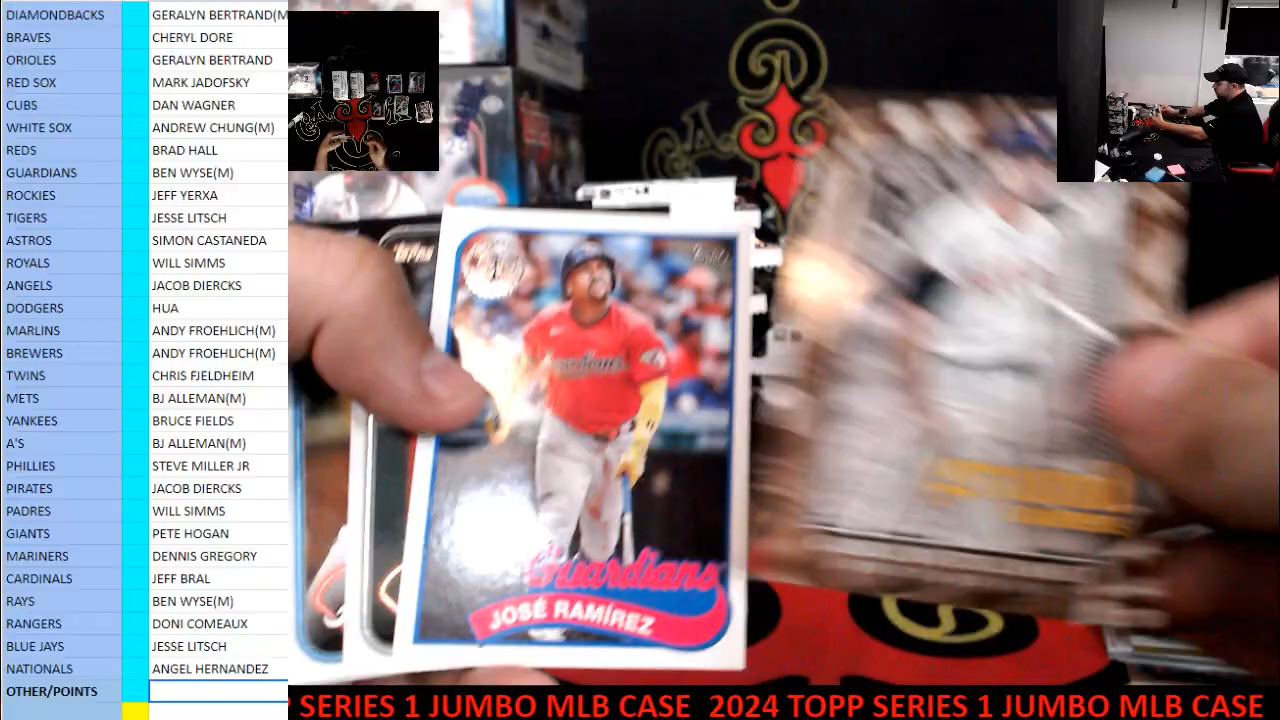 DIAMONDBACKS GERALYN BERTRAND(M
BRAVES CHERYL DORE
ORIOLES GERALYN BERTRAND
RED SOX MARK JADOFSKY
CUBS DAN WAGNER
WHITE SOX ANDREW CHUNG(M)
REDS BRAD HALL
GUARDIANS BEN WYSE(M)
ROCKIES JEFF YERXA
TIGERS JESSE LITSCH
ASTROS SIMON CASTANEDA
ROYALS WILL SIMMS
ANGELS JACOB DIERCKS
DODGERS HUA
MARLINS ANDY FROEHLICH(M)
BREWERS ANDY FROEHLICH(M)
TWINS CHRIS FJELDHEIM
METS BJ ALLEMAN(M)
YANKEES BRUCE FIELDS
A'S BJ ALLEMAN(M)
PHILLIES STEVE MILLER JR
PIRATES JACOB DIERCKS
PADRES WILL SIMMS
GIANTS PETE HOGAN
MARINERS DENNIS GREGORY
CARDINALS JEFF BRAL
RAYS BEN WYSE(M)
RANGERS DONI COMEAUX
BLUE JAYS JESSE LITSCH
NATIONALS ANGEL HERNANDEZ
OTHER/POINTS
Guardians
JOSÉ RAMÍREZ
P SERIES 1 JUMBO MLB CASE 2024 TOPP SERIES 1 JUMBO MLB CASE